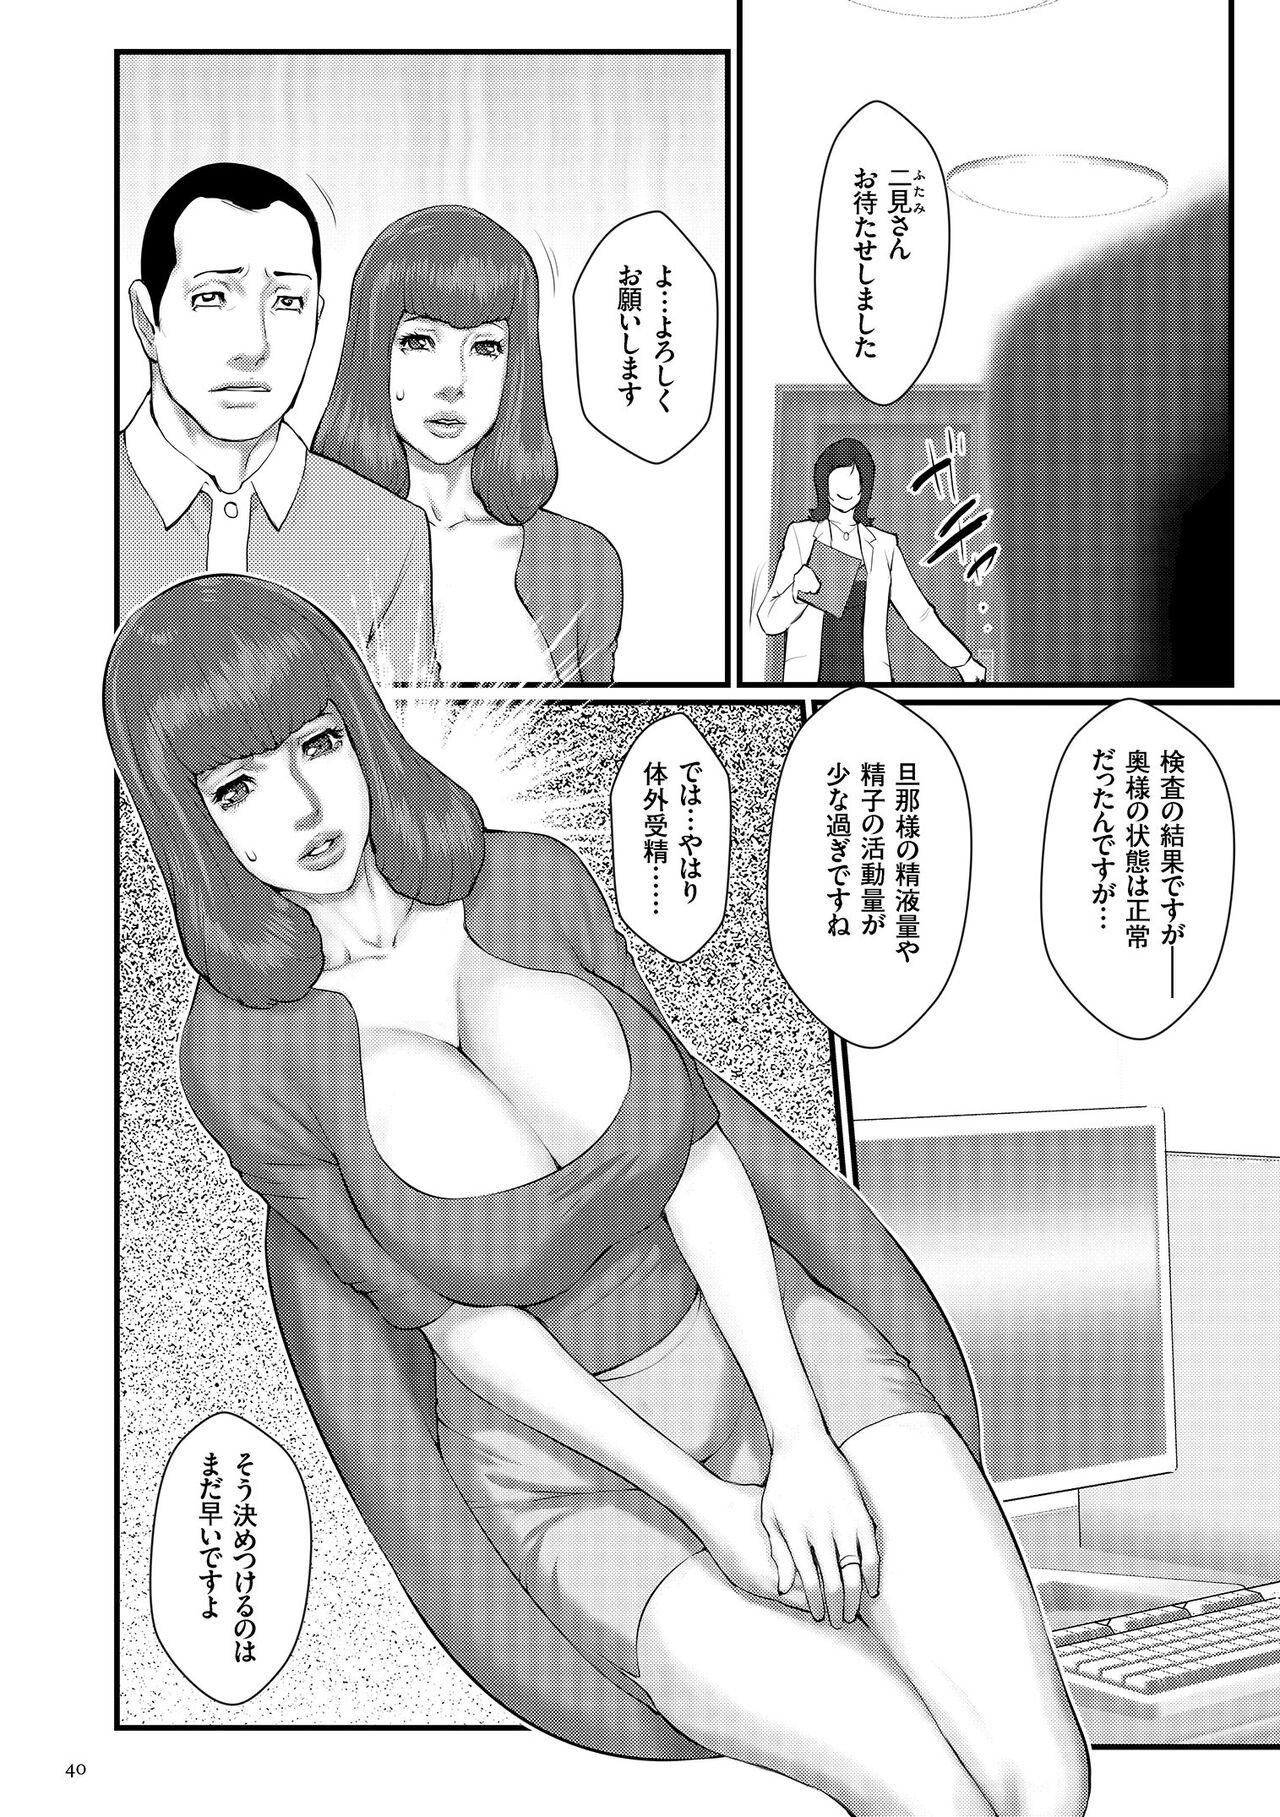 二見さん
ふたみ
お待たせしました
ガチャ…
よ…よろしく
お願いします
検査の結果ですが――
奥様の状態は正常
だったんですが…
旦那様の精液量や
精子の活動量が
少な過ぎですね
では…やはり
体外受精……
そう決めつけるのは
まだ早いですよ
40